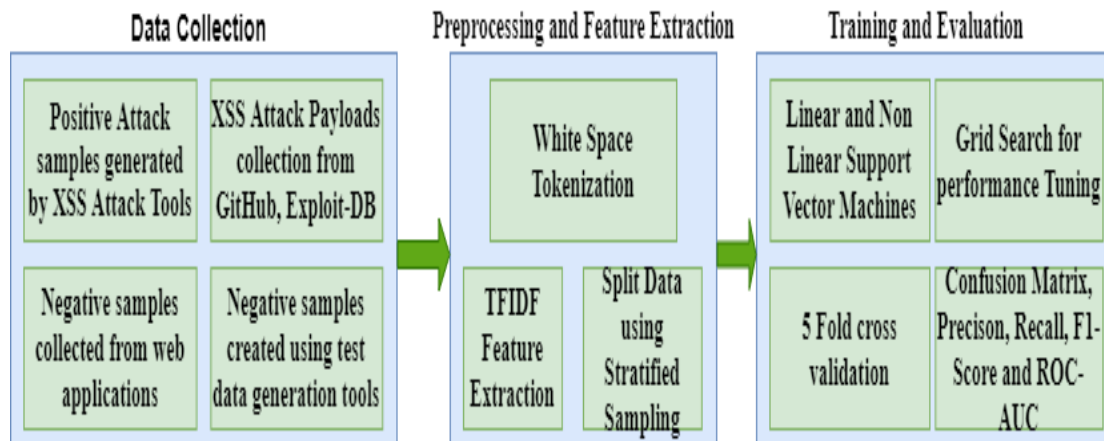 Data Collection
Positive Attack
samples generated
by XSS Attack Tools
XSS Attack Payloads
collection from
GitHub, Exploit-DB
Negative samples
collected from web
applications
Negative samples
created using test
data generation tools
Preprocessing and Feature Extraction
White Space
Tokenization
TFIDF
Feature
Extraction
Split Data
using
Stratified
Sampling
Training and Evaluation
Linear and Non
Linear Support
Vector Machines
Grid Search for
performance Tuning
5 Fold cross
validation
Confusion Matrix,
Precison, Recall, F1-
Score and ROC-
AUC